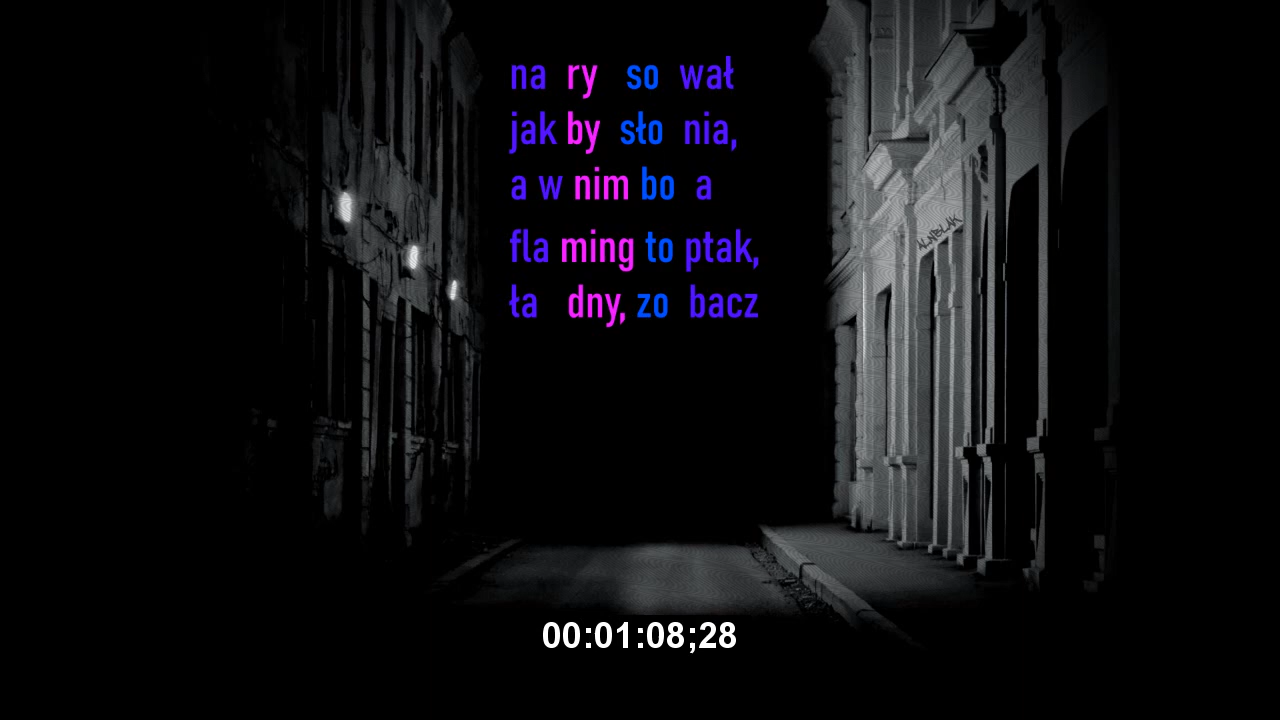 na ry so wał
jak by sło nia,
a w nim bo a
fla ming to ptak,
ła dny, zo bacz
00:01:08;28